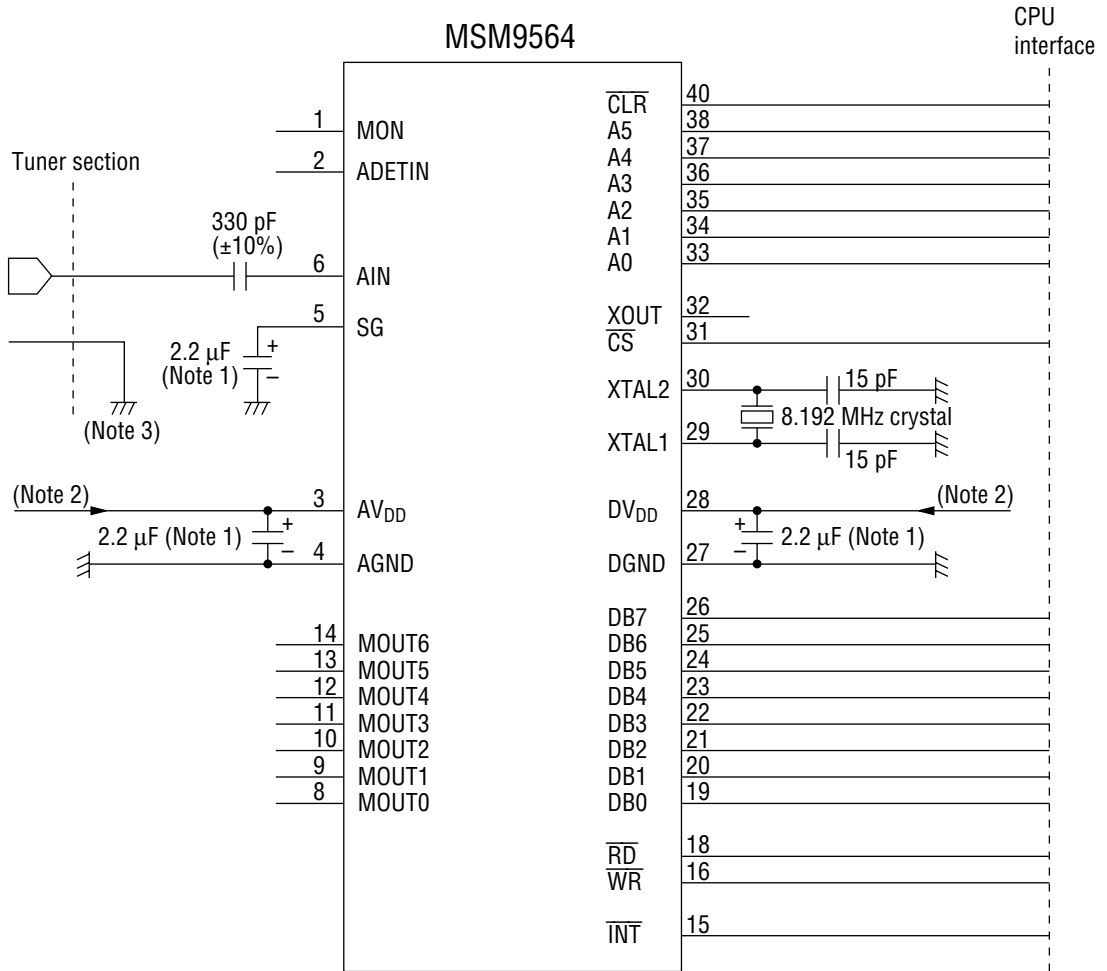 MSM9564
CPU
interface
Tuner section
1 MON
2 ADETIN
330 pF
(±10%)
6 AIN
5 SG
2.2 μF
(Note 1)
+
–
(Note 3)
(Note 2)
3 AVDD
2.2 μF (Note 1)
+
–
4 AGND
14 MOUT6
13 MOUT5
12 MOUT4
11 MOUT3
10 MOUT2
9 MOUT1
8 MOUT0
CLR 40
A5 38
A4 37
A3 36
A2 35
A1 34
A0 33
XOUT 32
CS 31
XTAL2 30
15 pF
8.192 MHz crystal
XTAL1 29
15 pF
DVDD 28
(Note 2)
+
–
2.2 μF (Note 1)
DGND 27
DB7 26
DB6 25
DB5 24
DB4 23
DB3 22
DB2 21
DB1 20
DB0 19
RD 18
WR 16
INT 15